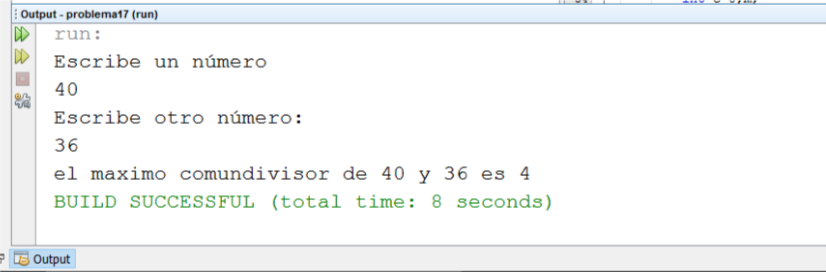 Output - problema17 (run)
run:
Escribe un número
40
Escribe otro número:
36
el maximo comundivisor de 40 y 36 es 4
BUILD SUCCESSFUL (total time: 8 seconds)
Output